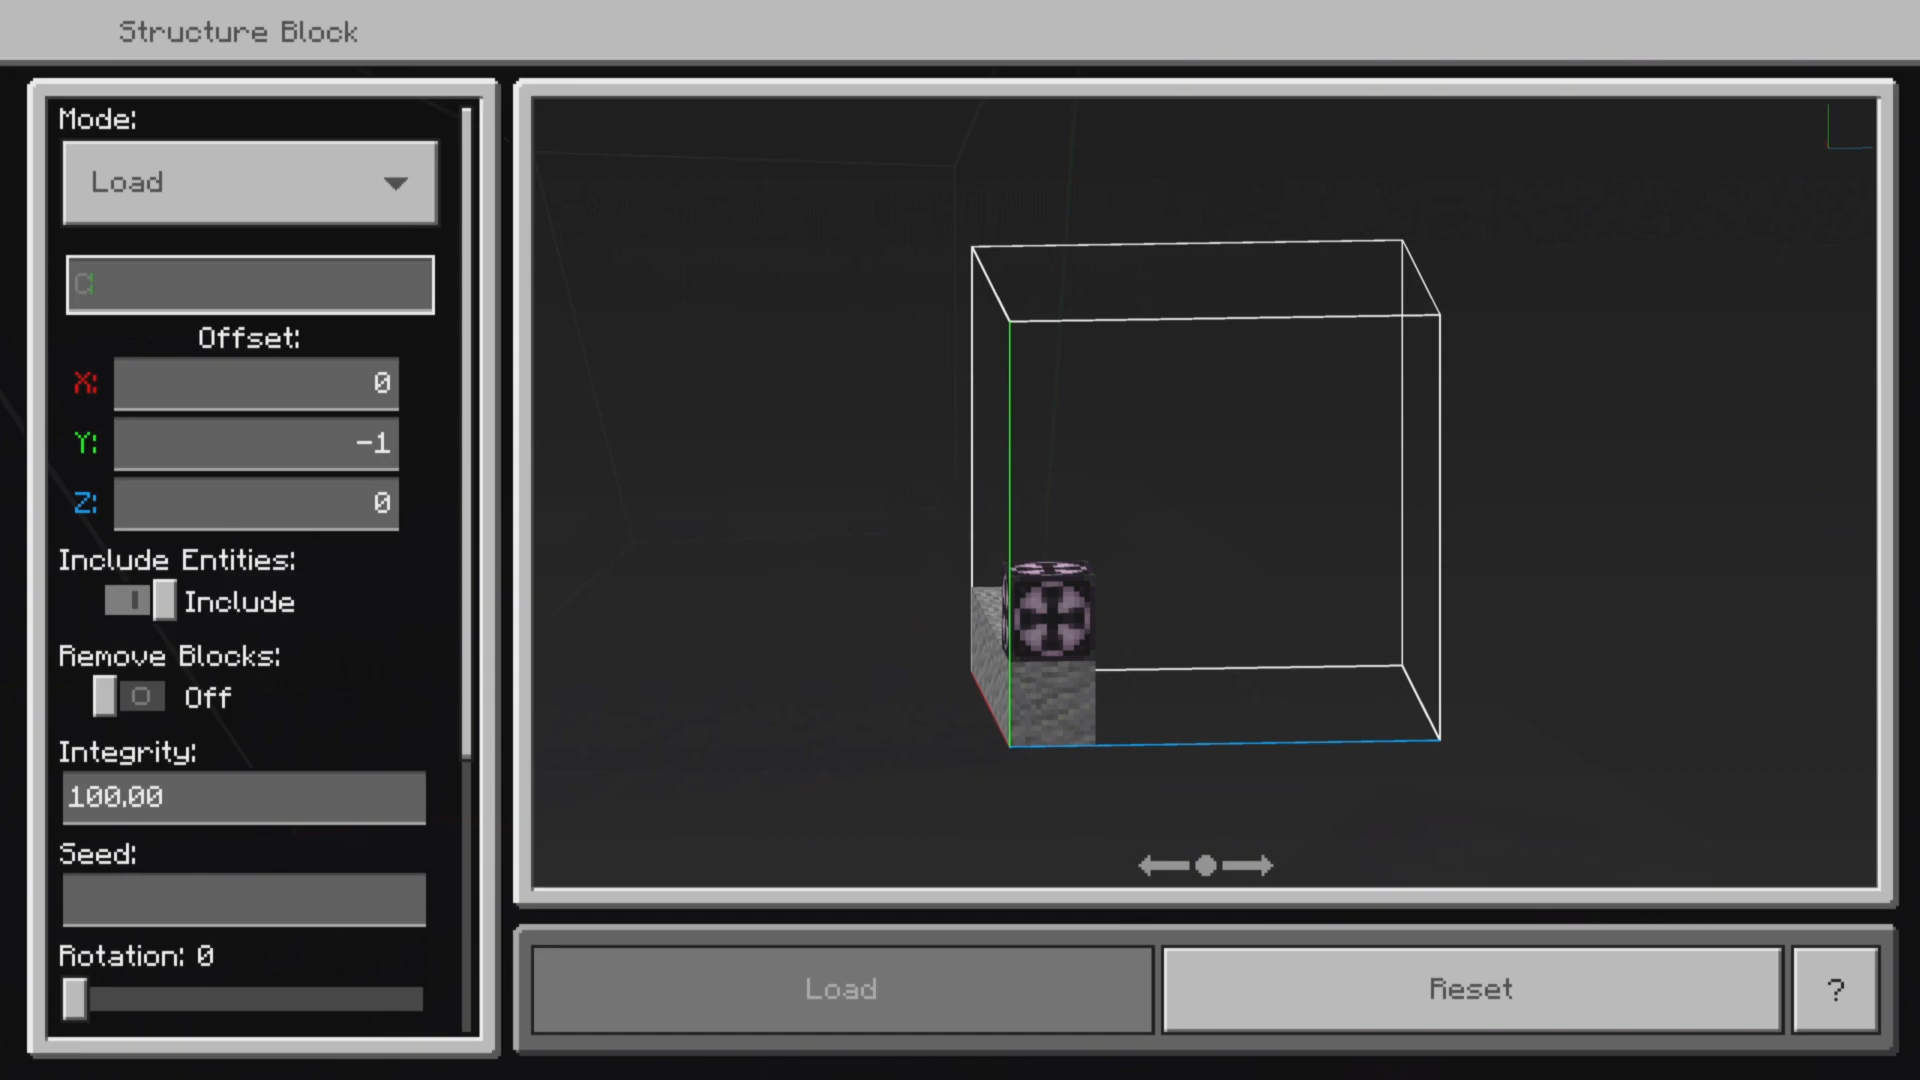 Structure Block
Mode:
Load
Offset:
X: 0
Y: -1
Z: 0
Include Entities:
Include
Remove Blocks:
Off
Integrity:
100.00
Seed:
Rotation: 0
Load
Reset
?